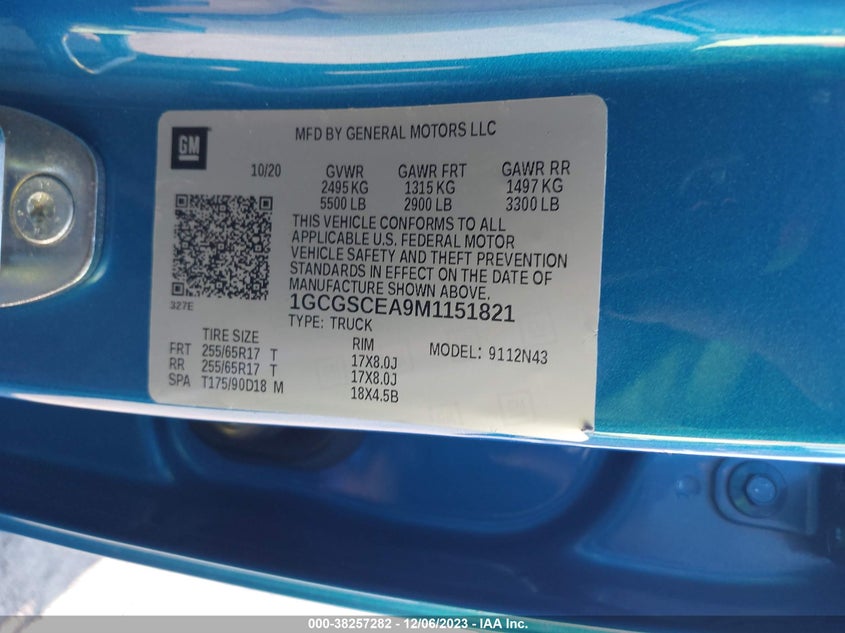 GM
MFD BY GENERAL MOTORS LLC
10/20 GVWR GAWR FRT GAWR RR
2495 KG 1315 KG 1497 KG
5500 LB 2900 LB 3300 LB
THIS VEHICLE CONFORMS TO ALL
APPLICABLE U.S. FEDERAL MOTOR
VEHICLE SAFETY AND THEFT PREVENTION
STANDARDS IN EFFECT ON THE DATE OF
MANUFACTURE SHOWN ABOVE.
327E
1GCGSCEA9M1151821
TYPE: TRUCK
TIRE SIZE RIM MODEL: 9112N43
FRT 255/65R17 T 17X8.0J
RR 255/65R17 T 17X8.0J
SPA T175/90D18 M 18X4.5B
000-38257282 - 12/06/2023 - IAA Inc.